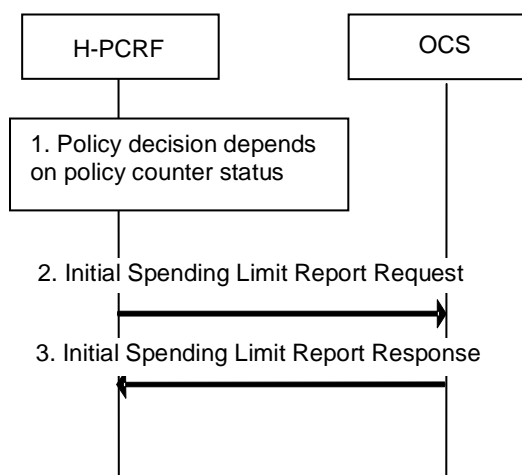 H-PCRF
OCS
1. Policy decision depends
on policy counter status
2. Initial Spending Limit Report Request
3. Initial Spending Limit Report Response